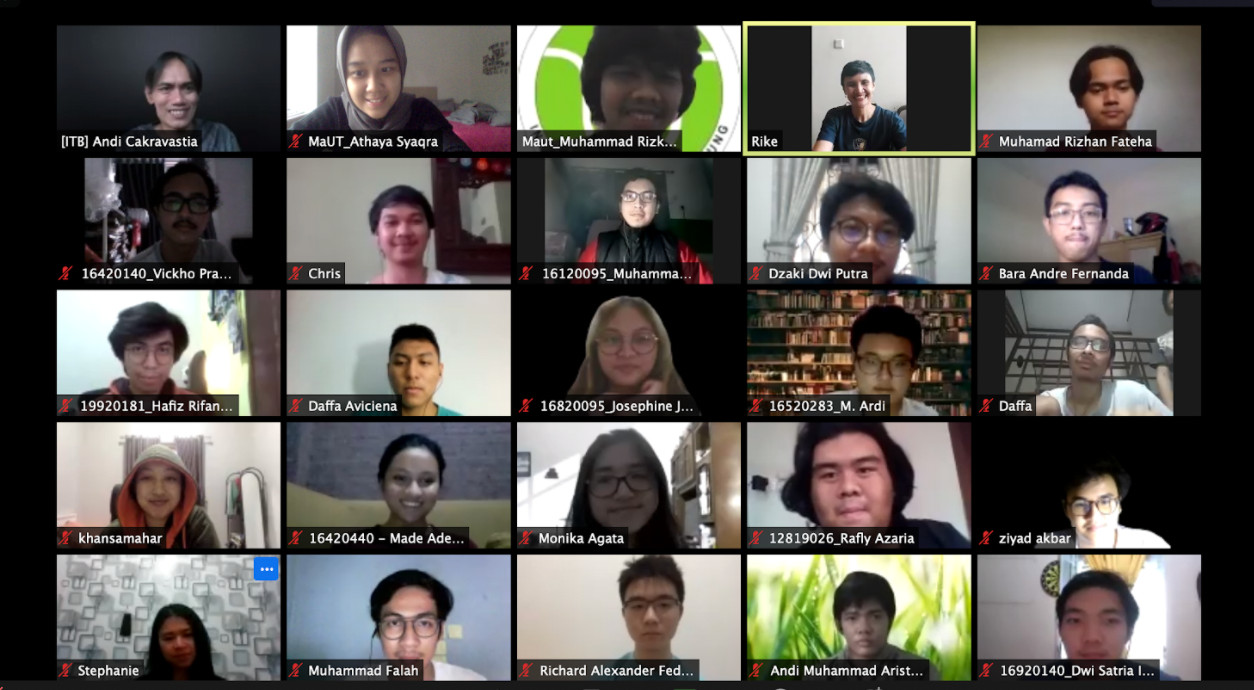 [ITB] Andi Cakravastia
MaUT_Athaya Syaqra
Maut_Muhammad Rizk...
Rike
Muhamad Rizhan Fateha
16420140_Vickho Pra...
Chris
16120095_Muhamma...
Dzaki Dwi Putra
Bara Andre Fernanda
19920181_Hafiz Rifan...
Daffa Aviciena
16820095_Josephine J...
16520283_M. Ardi
Daffa
khansamahar
16420440 – Made Ade...
Monika Agata
12819026_Rafly Azaria
ziyad akbar
Stephanie
Muhammad Falah
Richard Alexander Fed...
Andi Muhammad Arist...
16920140_Dwi Satria I...